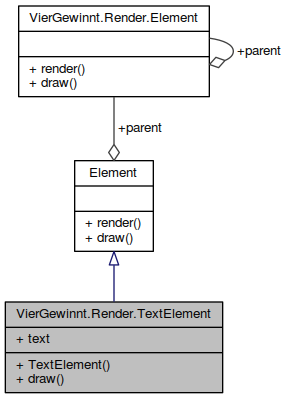 VierGewinnt.Render.Element
+ render()
+ draw()
+parent
+parent
Element
+ render()
+ draw()
VierGewinnt.Render.TextElement
+ text
+ TextElement()
+ draw()